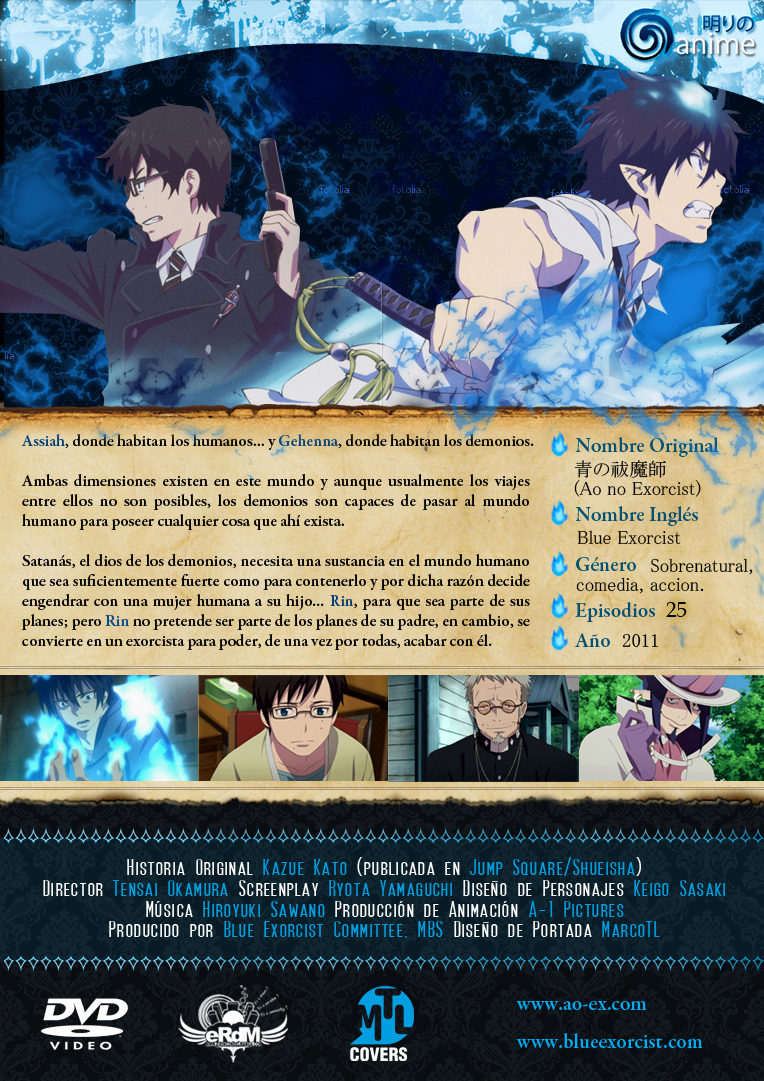 明りの
anime
fotolia
fotolia
fotolia
fotolia
lia
Assiah, donde habitan los humanos... y Gehenna, donde habitan los demonios.
Ambas dimensiones existen en este mundo y aunque usualmente los viajes
entre ellos no son posibles, los demonios son capaces de pasar al mundo
humano para poseer cualquier cosa que ahí exista.
Satanás, el dios de los demonios, necesita una sustancia en el mundo humano
que sea suficientemente fuerte como para contenerlo y por dicha razón decide
engendrar con una mujer humana a su hijo... Rin, para que sea parte de sus
planes; pero Rin no pretende ser parte de los planes de su padre, en cambio, se
convierte en un exorcista para poder, de una vez por todas, acabar con él.
Nombre Original
青の祓魔師
(Ao no Exorcist)
Nombre Inglés
Blue Exorcist
Género Sobrenatural,
comedia, accion.
Episodios 25
Año 2011
Historia Original Kazue Kato (publicada en Jump Square/Shueisha)
Director Tensai Okamura Screenplay Ryota Yamaguchi Diseño de Personajes Keigo Sasaki
Música Hiroyuki Sawano Producción de Animación A-1 Pictures
Producido por Blue Exorcist Committee, MBS Diseño de Portada MarcoTL
DVD
VIDEO
eRdM
MTL
COVERS
www.ao-ex.com
www.blueexorcist.com